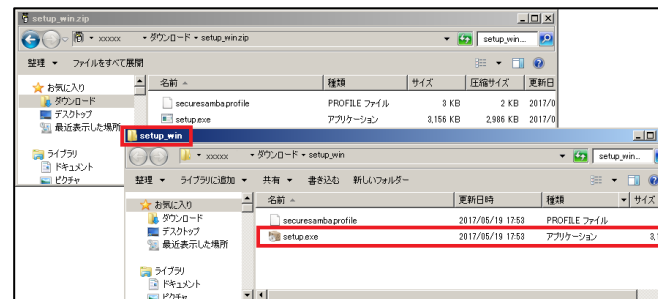 setup_win.zip
xxxxx ▾ ダウンロード ▾ setup_win.zip
setup_win...
整理 ▾ ファイルをすべて展開
お気に入り
ダウンロード
デスクトップ
最近表示した場所
ライブラリ
ドキュメント
ピクチャ
名前 種類 サイズ 圧縮サイズ 更新日
securesamba.profile PROFILE ファイル 3 KB 2 KB 2017/0
setup.exe アプリケーション 3,156 KB 2,986 KB 2017/0
setup_win
xxxxx ▾ ダウンロード ▾ setup_win
setup_win...
整理 ▾ ライブラリに追加 ▾ 共有 ▾ 書き込む 新しいフォルダー
お気に入り
ダウンロード
デスクトップ
最近表示した場所
ライブラリ
ドキュメント
ピクチャ
名前 更新日時 種類 サイズ
securesamba.profile 2017/05/19 17:53 PROFILE ファイル
setup.exe 2017/05/19 17:53 アプリケーション 3,